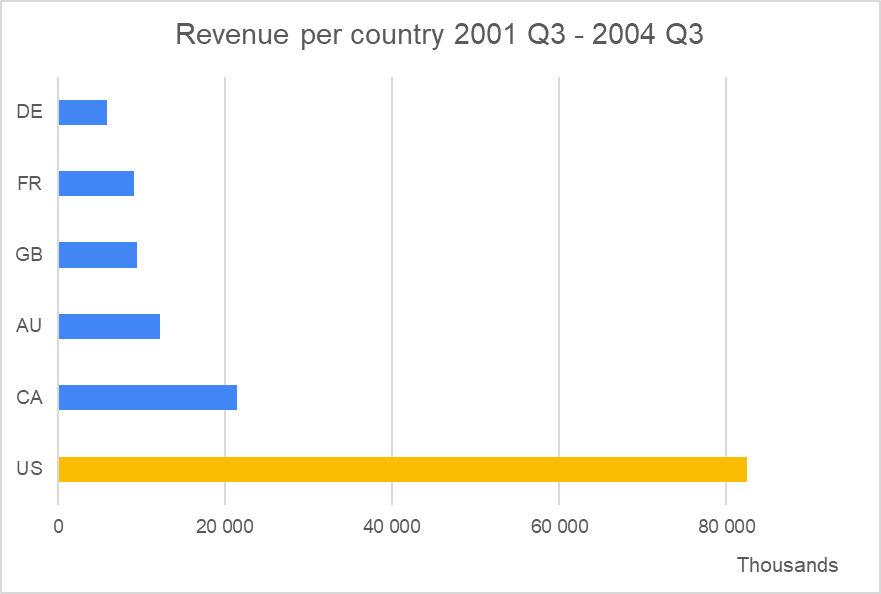 Revenue per country 2001 Q3 - 2004 Q3
DE
FR
GB
AU
CA
US
0 20 000 40 000 60 000 80 000
Thousands